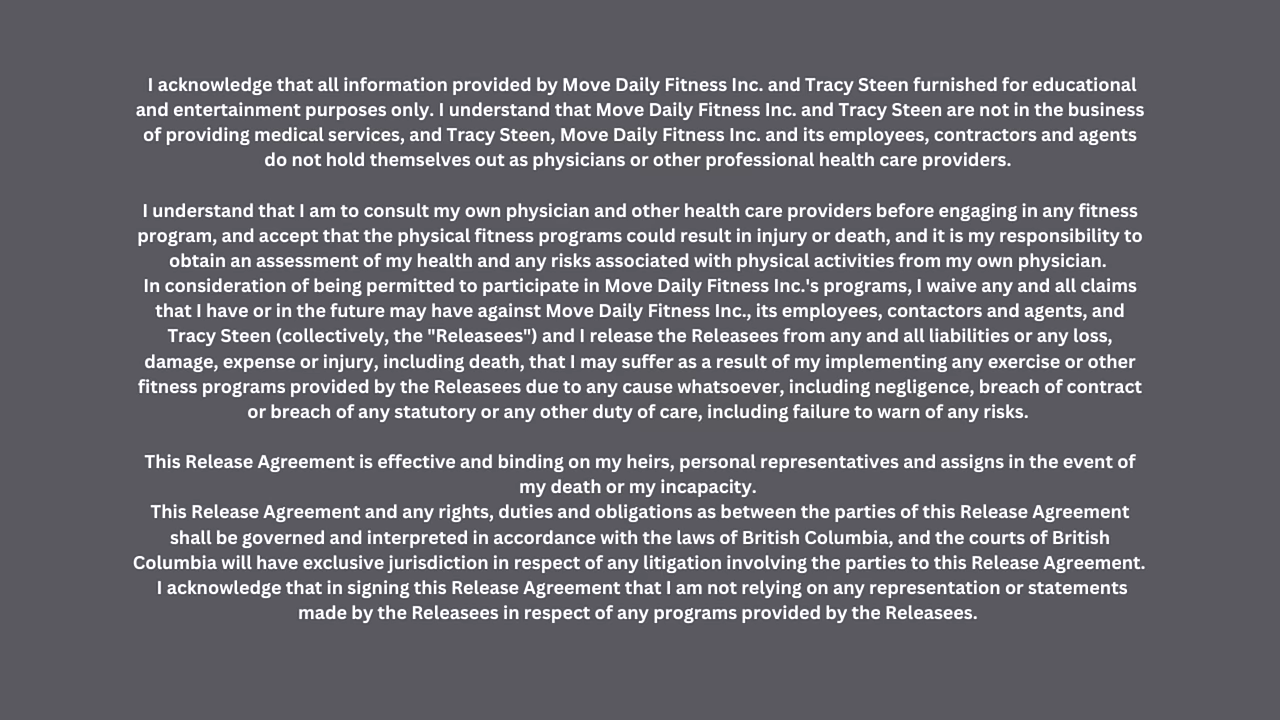 I acknowledge that all information provided by Move Daily Fitness Inc. and Tracy Steen furnished for educational
and entertainment purposes only. I understand that Move Daily Fitness Inc. and Tracy Steen are not in the business
of providing medical services, and Tracy Steen, Move Daily Fitness Inc. and its employees, contractors and agents
do not hold themselves out as physicians or other professional health care providers.
I understand that I am to consult my own physician and other health care providers before engaging in any fitness
program, and accept that the physical fitness programs could result in injury or death, and it is my responsibility to
obtain an assessment of my health and any risks associated with physical activities from my own physician.
In consideration of being permitted to participate in Move Daily Fitness Inc.'s programs, I waive any and all claims
that I have or in the future may have against Move Daily Fitness Inc., its employees, contactors and agents, and
Tracy Steen (collectively, the "Releasees") and I release the Releasees from any and all liabilities or any loss,
damage, expense or injury, including death, that I may suffer as a result of my implementing any exercise or other
fitness programs provided by the Releasees due to any cause whatsoever, including negligence, breach of contract
or breach of any statutory or any other duty of care, including failure to warn of any risks.
This Release Agreement is effective and binding on my heirs, personal representatives and assigns in the event of
my death or my incapacity.
This Release Agreement and any rights, duties and obligations as between the parties of this Release Agreement
shall be governed and interpreted in accordance with the laws of British Columbia, and the courts of British
Columbia will have exclusive jurisdiction in respect of any litigation involving the parties to this Release Agreement.
I acknowledge that in signing this Release Agreement that I am not relying on any representation or statements
made by the Releasees in respect of any programs provided by the Releasees.